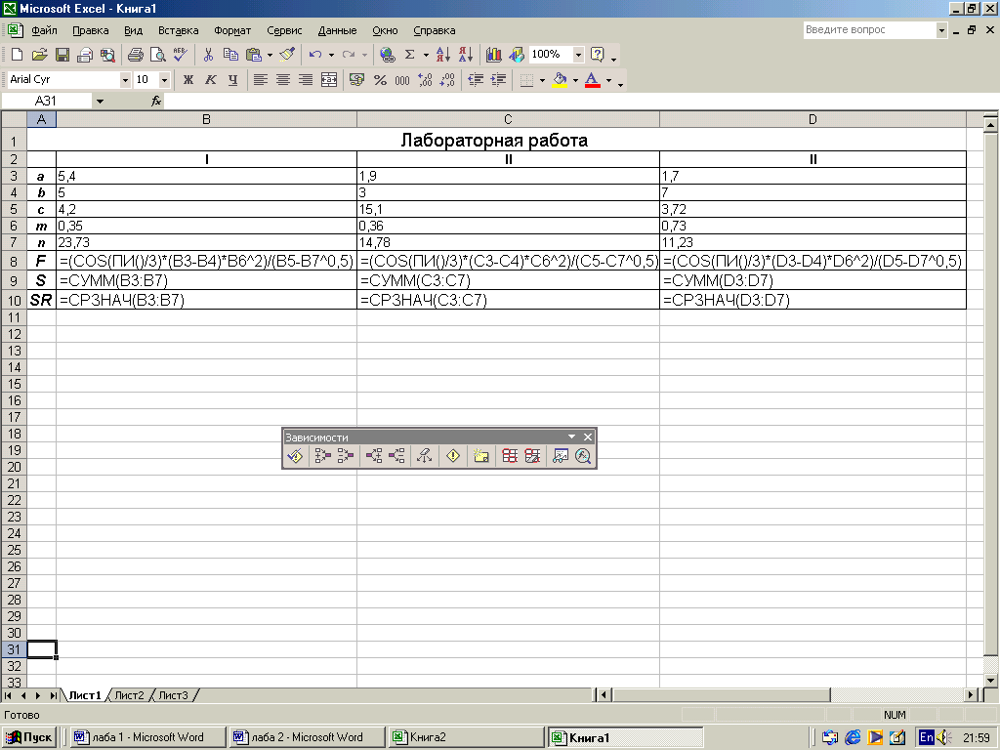 Microsoft Excel - Книга1
Файл Правка Вид Вставка Формат Сервис Данные Окно Справка
Введите вопрос
100%
Arial Cyr 10 Ж К Ч % 000
A31 fx
A B C D
1 Лабораторная работа
2 I II II
3 a 5,4 1,9 1,7
4 b 5 3 7
5 c 4,2 15,1 3,72
6 m 0,35 0,36 0,73
7 n 23,73 14,78 11,23
8 F =(COS(ПИ()/3)*(B3-B4)*B6^2)/(B5-B7^0,5) =(COS(ПИ()/3)*(C3-C4)*C6^2)/(C5-C7^0,5) =(COS(ПИ()/3)*(D3-D4)*D6^2)/(D5-D7^0,5)
9 S =СУММ(B3:B7) =СУММ(C3:C7) =СУММ(D3:D7)
10 SR =СРЗНАЧ(B3:B7) =СРЗНАЧ(C3:C7) =СРЗНАЧ(D3:D7)
11
12
13
14
15
16
17
18
Зависимости
19
20
21
22
23
24
25
26
27
28
29
30
31
32
33
Лист1 Лист2 Лист3
Готово NUM
Пуск лаба 1 - Microsoft Word лаба 2 - Microsoft Word Книга2 Книга1 En 21:59